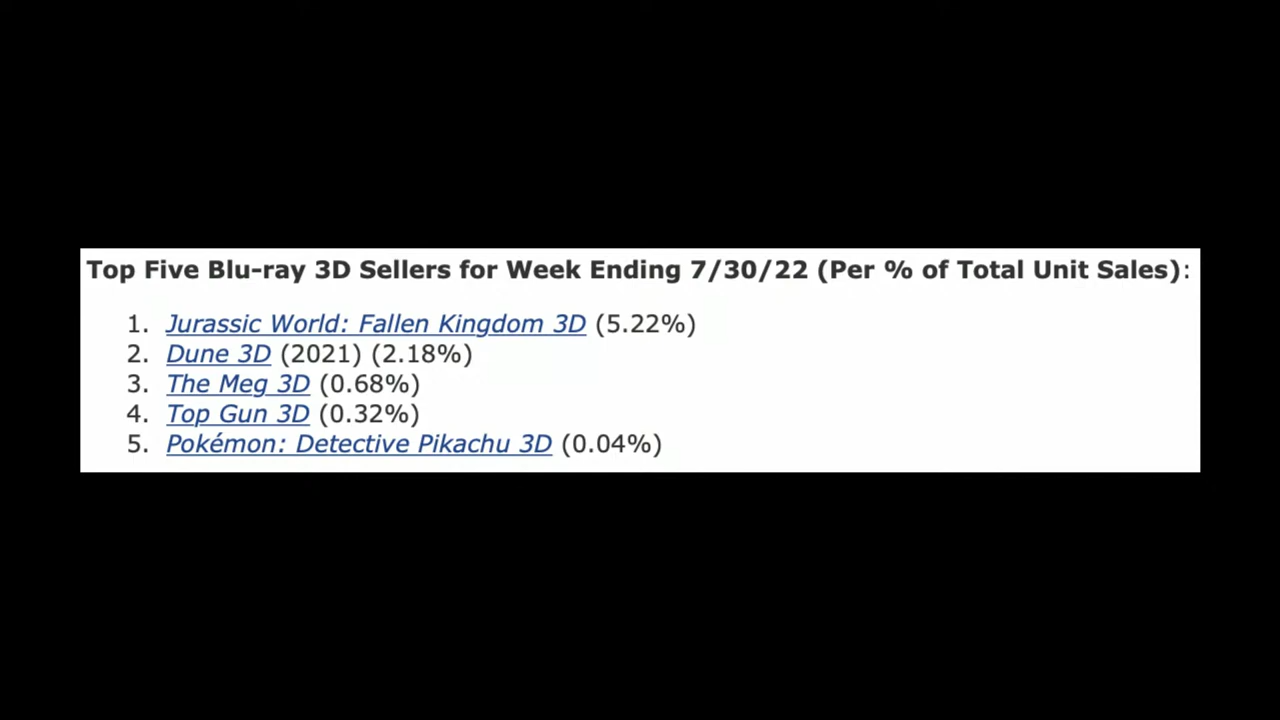 Top Five Blu-ray 3D Sellers for Week Ending 7/30/22 (Per % of Total Unit Sales):
1. Jurassic World: Fallen Kingdom 3D (5.22%)
2. Dune 3D (2021) (2.18%)
3. The Meg 3D (0.68%)
4. Top Gun 3D (0.32%)
5. Pokémon: Detective Pikachu 3D (0.04%)